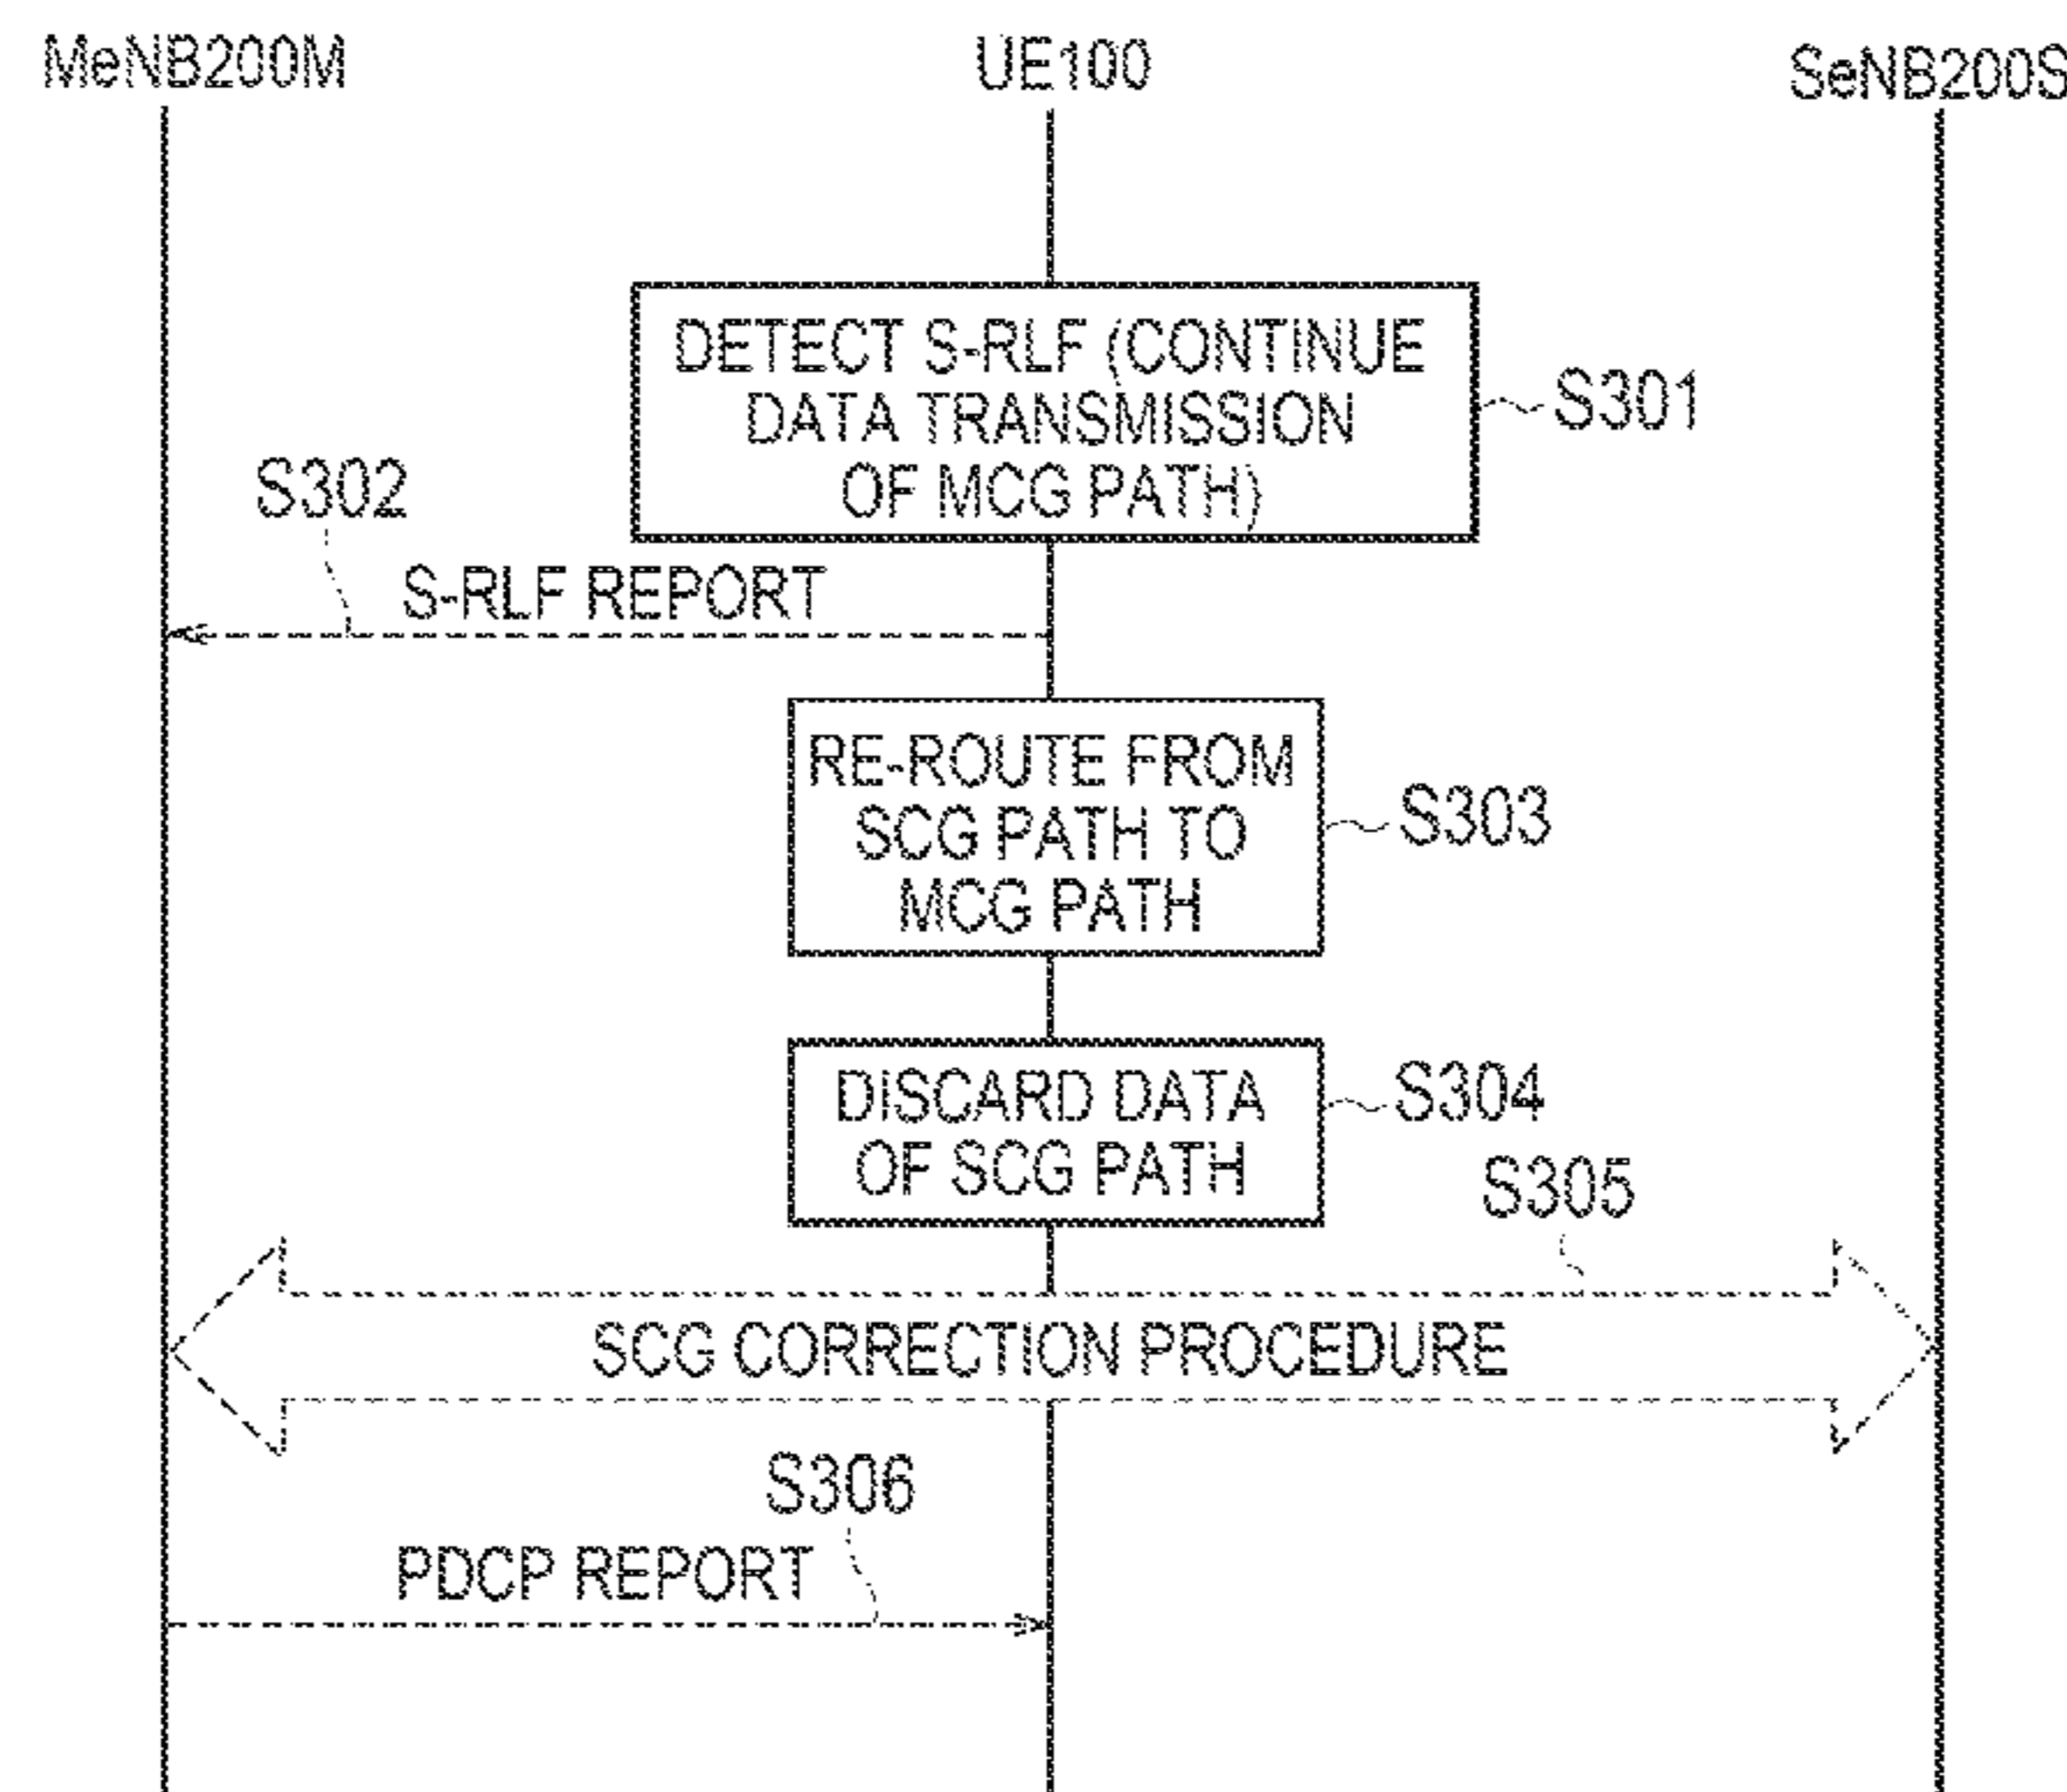 MeNB200M
UE100
SeNB200S
DETECT S-RLF (CONTINUE
DATA TRANSMISSION
OF MCG PATH)
S301
S302
S-RLF REPORT
RE-ROUTE FROM
SCG PATH TO
MCG PATH
S303
DISCARD DATA
OF SCG PATH
S304
S305
SCG CORRECTION PROCEDURE
S306
PDCP REPORT